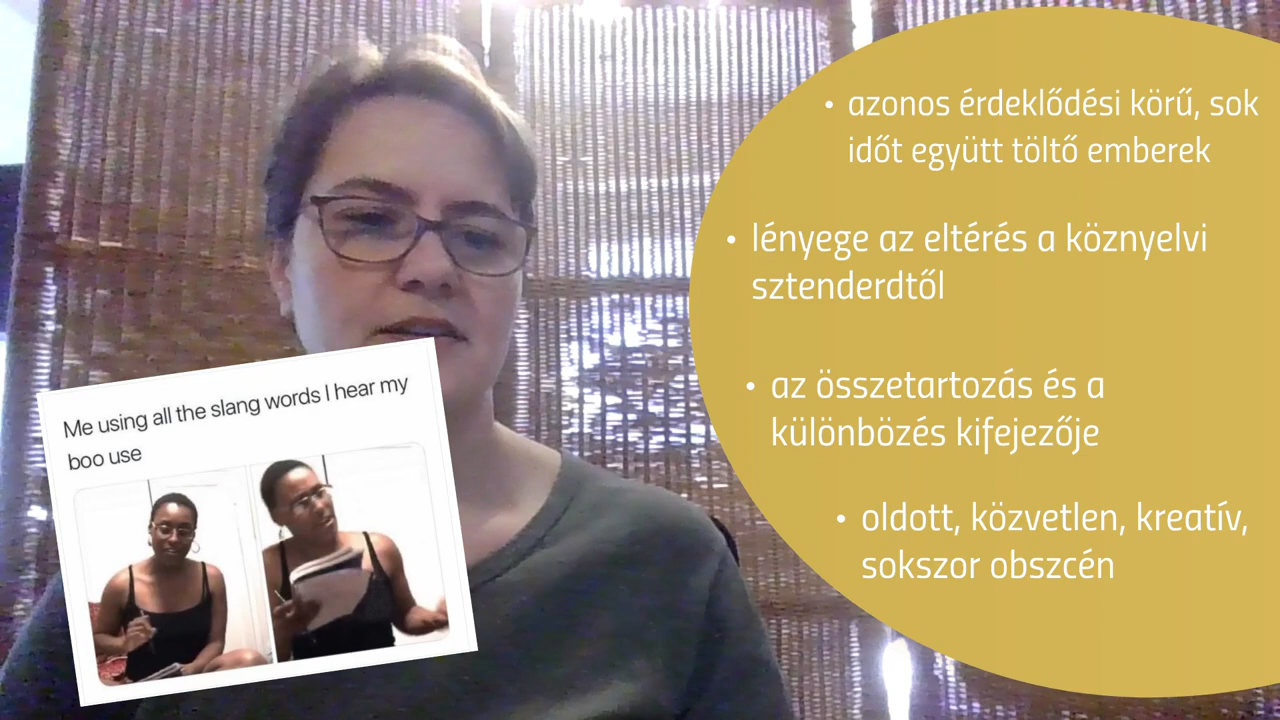 azonos érdeklődési körű, sok
időt együtt töltő emberek
lényege az eltérés a köznyelvi
sztenderdtől
az összetartozás és a
különbözés kifejezője
oldott, közvetlen, kreatív,
sokszor obszcén
Me using all the slang words I hear my
boo use